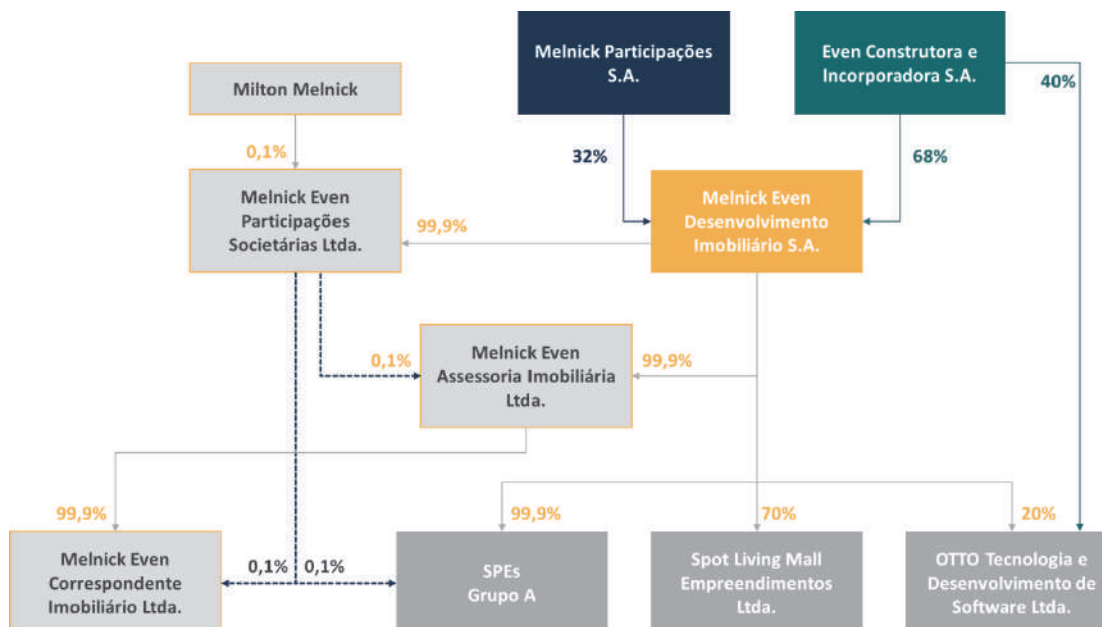 Melnick Participações
S.A.
Even Construtora e
Incorporadora S.A.
Milton Melnick
40%
0,1%
32%
68%
Melnick Even
Participações
Societárias Ltda.
99,9%
Melnick Even
Desenvolvimento
Imobiliário S.A.
0,1%
Melnick Even
Assessoria Imobiliária
Ltda.
99,9%
99,9%
99,9%
70%
20%
Melnick Even
Correspondente
Imobiliário Ltda.
0,1%
0,1%
SPEs
Grupo A
Spot Living Mall
Empreendimentos
Ltda.
OTTO Tecnologia e
Desenvolvimento de
Software Ltda.